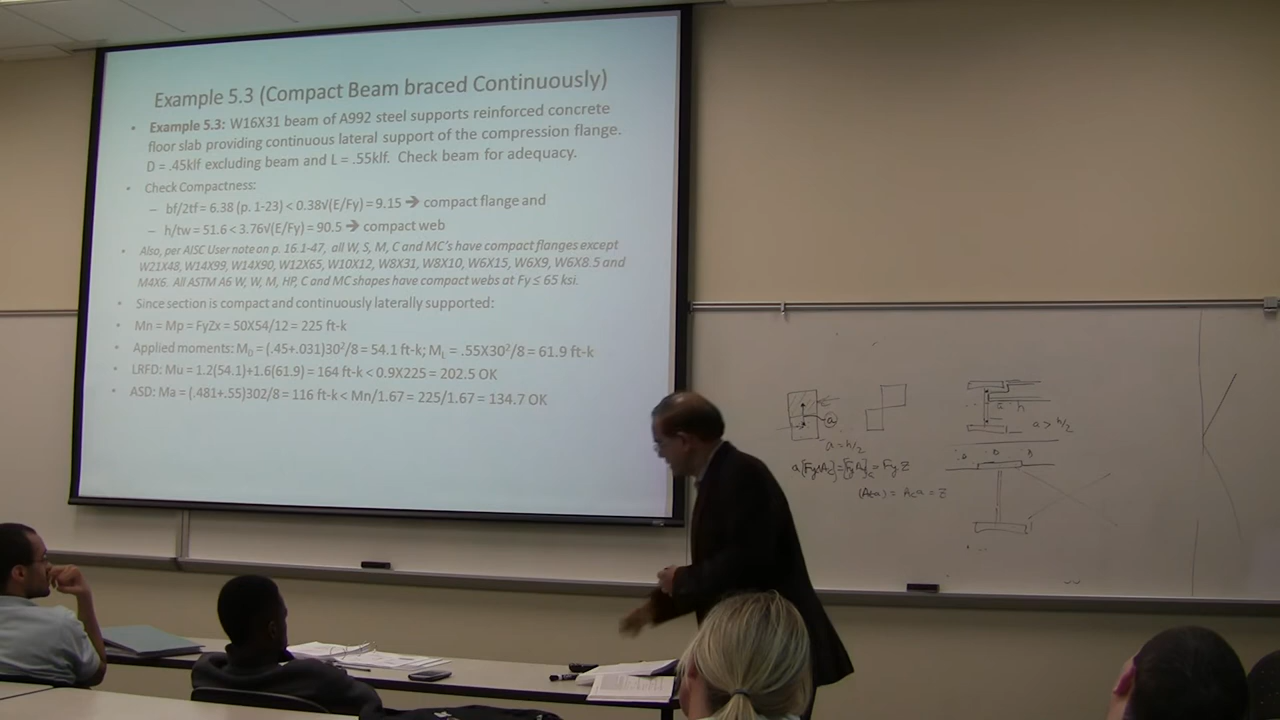 Example 5.3 (Compact Beam braced Continuously)
• Example 5.3: W16X31 beam of A992 steel supports reinforced concrete
floor slab providing continuous lateral support of the compression flange.
D = .45klf excluding beam and L = .55klf. Check beam for adequacy.
• Check Compactness:
– bf/2tf = 6.38 (p. 1-23) < 0.38√(E/Fy) = 9.15 ➔ compact flange and
– h/tw = 51.6 < 3.76√(E/Fy) = 90.5 ➔ compact web
• Also, per AISC User note on p. 16.1-47, all W, S, M, C and MC's have compact flanges except
W21X48, W14X99, W14X90, W12X65, W10X12, W8X31, W8X10, W6X15, W6X9, W6X8.5 and
M4X6. All ASTM A6 W, W, M, HP, C and MC shapes have compact webs at Fy ≤ 65 ksi.
• Since section is compact and continuously laterally supported:
• Mn = Mp = FyZx = 50X54/12 = 225 ft-k
• Applied moments: M_D = (.45+.031)30²/8 = 54.1 ft-k; M_L = .55X30²/8 = 61.9 ft-k
• LRFD: Mu = 1.2(54.1)+1.6(61.9) = 164 ft-k < 0.9X225 = 202.5 OK
• ASD: Ma = (.481+.55)302/8 = 116 ft-k < Mn/1.67 = 225/1.67 = 134.7 OK
a
a = h/2
a h
a > h/2
= Fy Z
(Aca) = Aca = Z